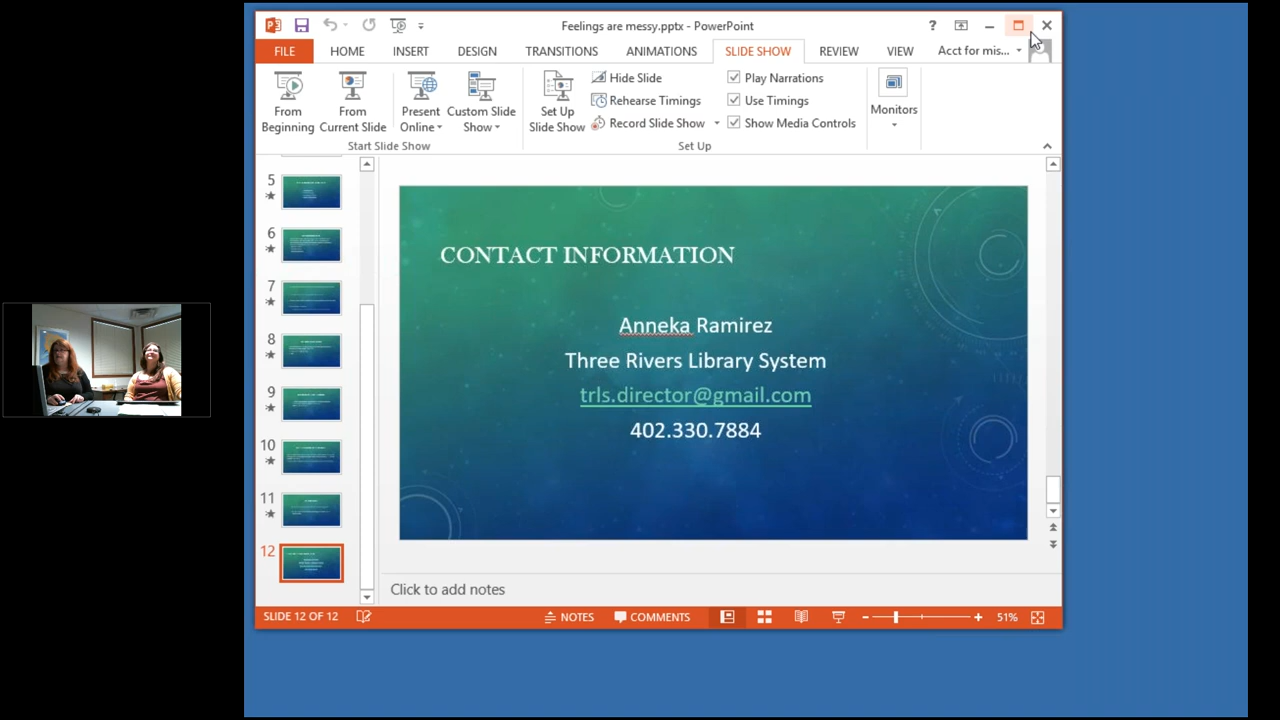 Feelings are messy.pptx - PowerPoint
?
FILE HOME INSERT DESIGN TRANSITIONS ANIMATIONS SLIDE SHOW REVIEW VIEW Acct for mis...
From Beginning
From Current Slide
Present Online
Custom Slide Show
Set Up Slide Show
Hide Slide
Rehearse Timings
Record Slide Show
Play Narrations
Use Timings
Show Media Controls
Monitors
Start Slide Show
Set Up
5
6
7
8
9
10
11
12
CONTACT INFORMATION
Anneka Ramirez
Three Rivers Library System
trls.director@gmail.com
402.330.7884
Click to add notes
SLIDE 12 OF 12 NOTES COMMENTS 51%